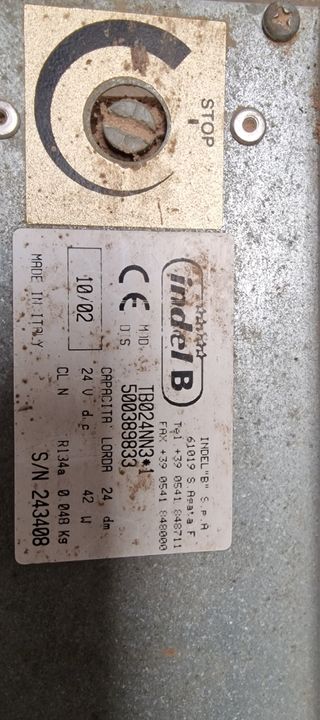 STOP
indel B
INDEL "B" S.p.A
61019 S.Agata F
Tel +39 0541 848711
FAX +39 0541 848000
CE
MOD. TB024NN3*1
DIS. 500389833
CAPACITA' LORDA 24 dm
10/02
24 V d.c 42 W
CL N R134a 0.048 Kg
MADE IN ITALY
S/N 243408